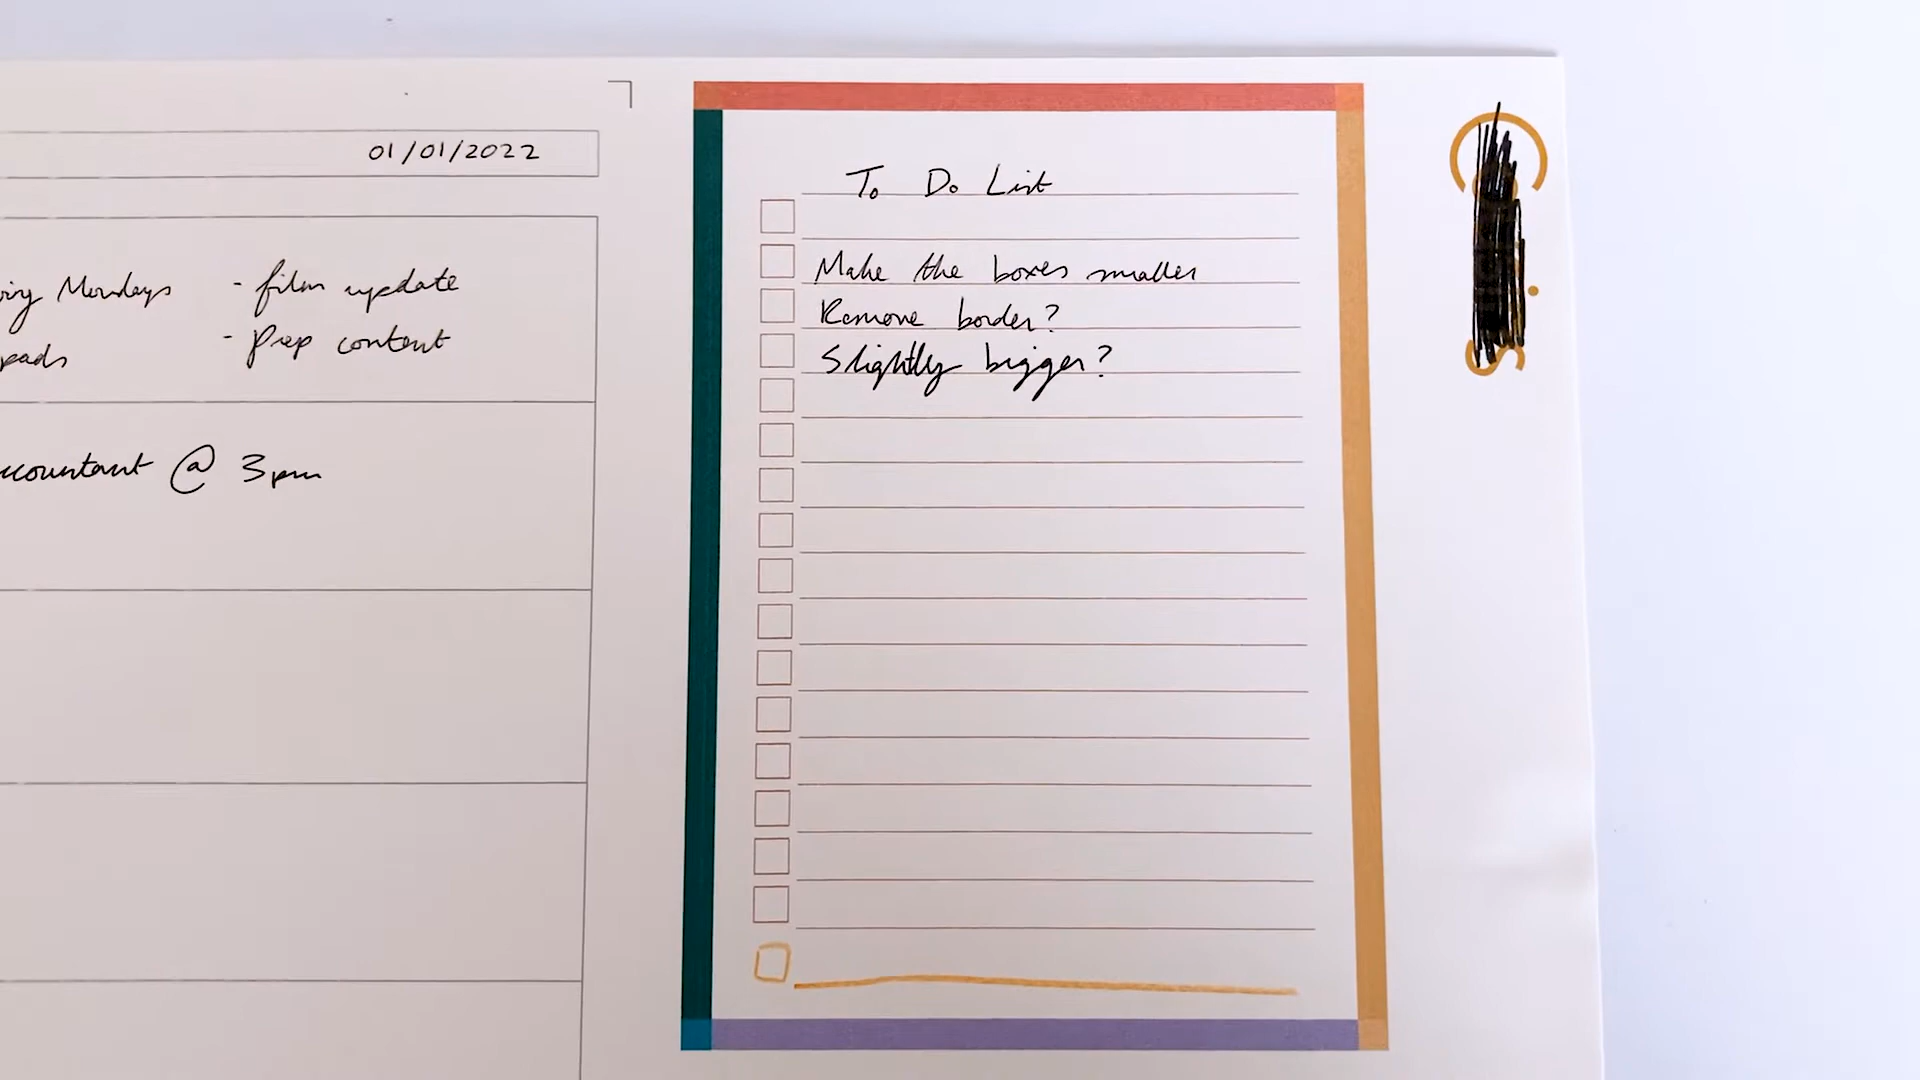 01/01/2022
Mondays - film update
pads - Prep content
@ 3pm
To Do List
Make the boxes smaller
Remove border?
Slightly bigger?